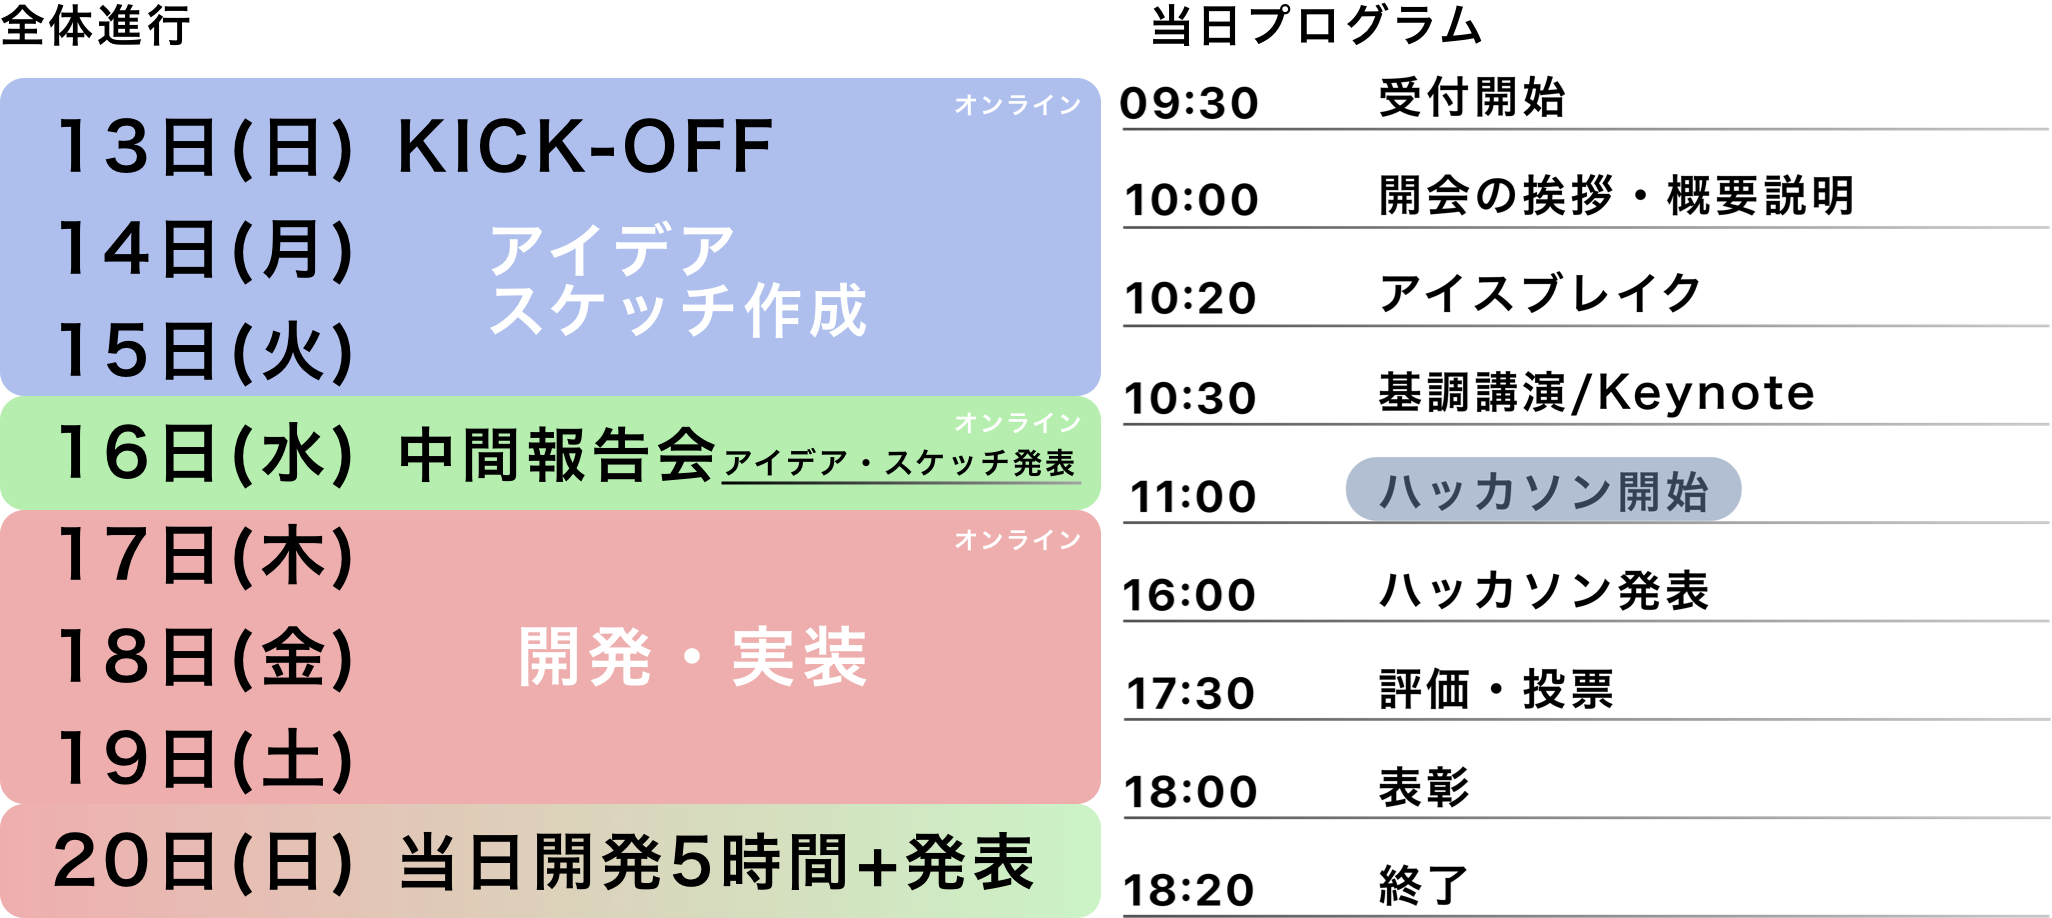 全体進行
オンライン
13日(日) KICK-OFF
14日(月)
アイデア
スケッチ作成
15日(火)
オンライン
16日(水) 中間報告会 アイデア・スケッチ発表
17日(木)
オンライン
18日(金) 開発・実装
19日(土)
20日(日) 当日開発5時間+発表
当日プログラム
09:30 受付開始
10:00 開会の挨拶・概要説明
10:20 アイスブレイク
10:30 基調講演/Keynote
11:00 ハッカソン開始
16:00 ハッカソン発表
17:30 評価・投票
18:00 表彰
18:20 終了